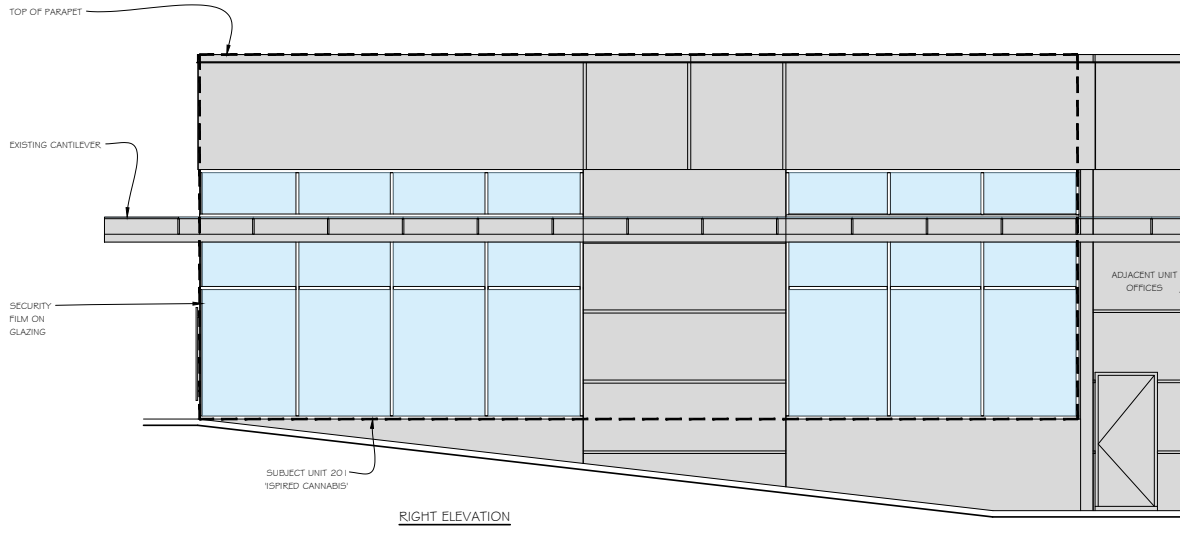 TOP OF PARAPET
EXISTING CANTILEVER
SECURITY
FILM ON
GLAZING
ADJACENT UNIT
OFFICES
SUBJECT UNIT 201
'ISPIRED CANNABIS'
RIGHT ELEVATION